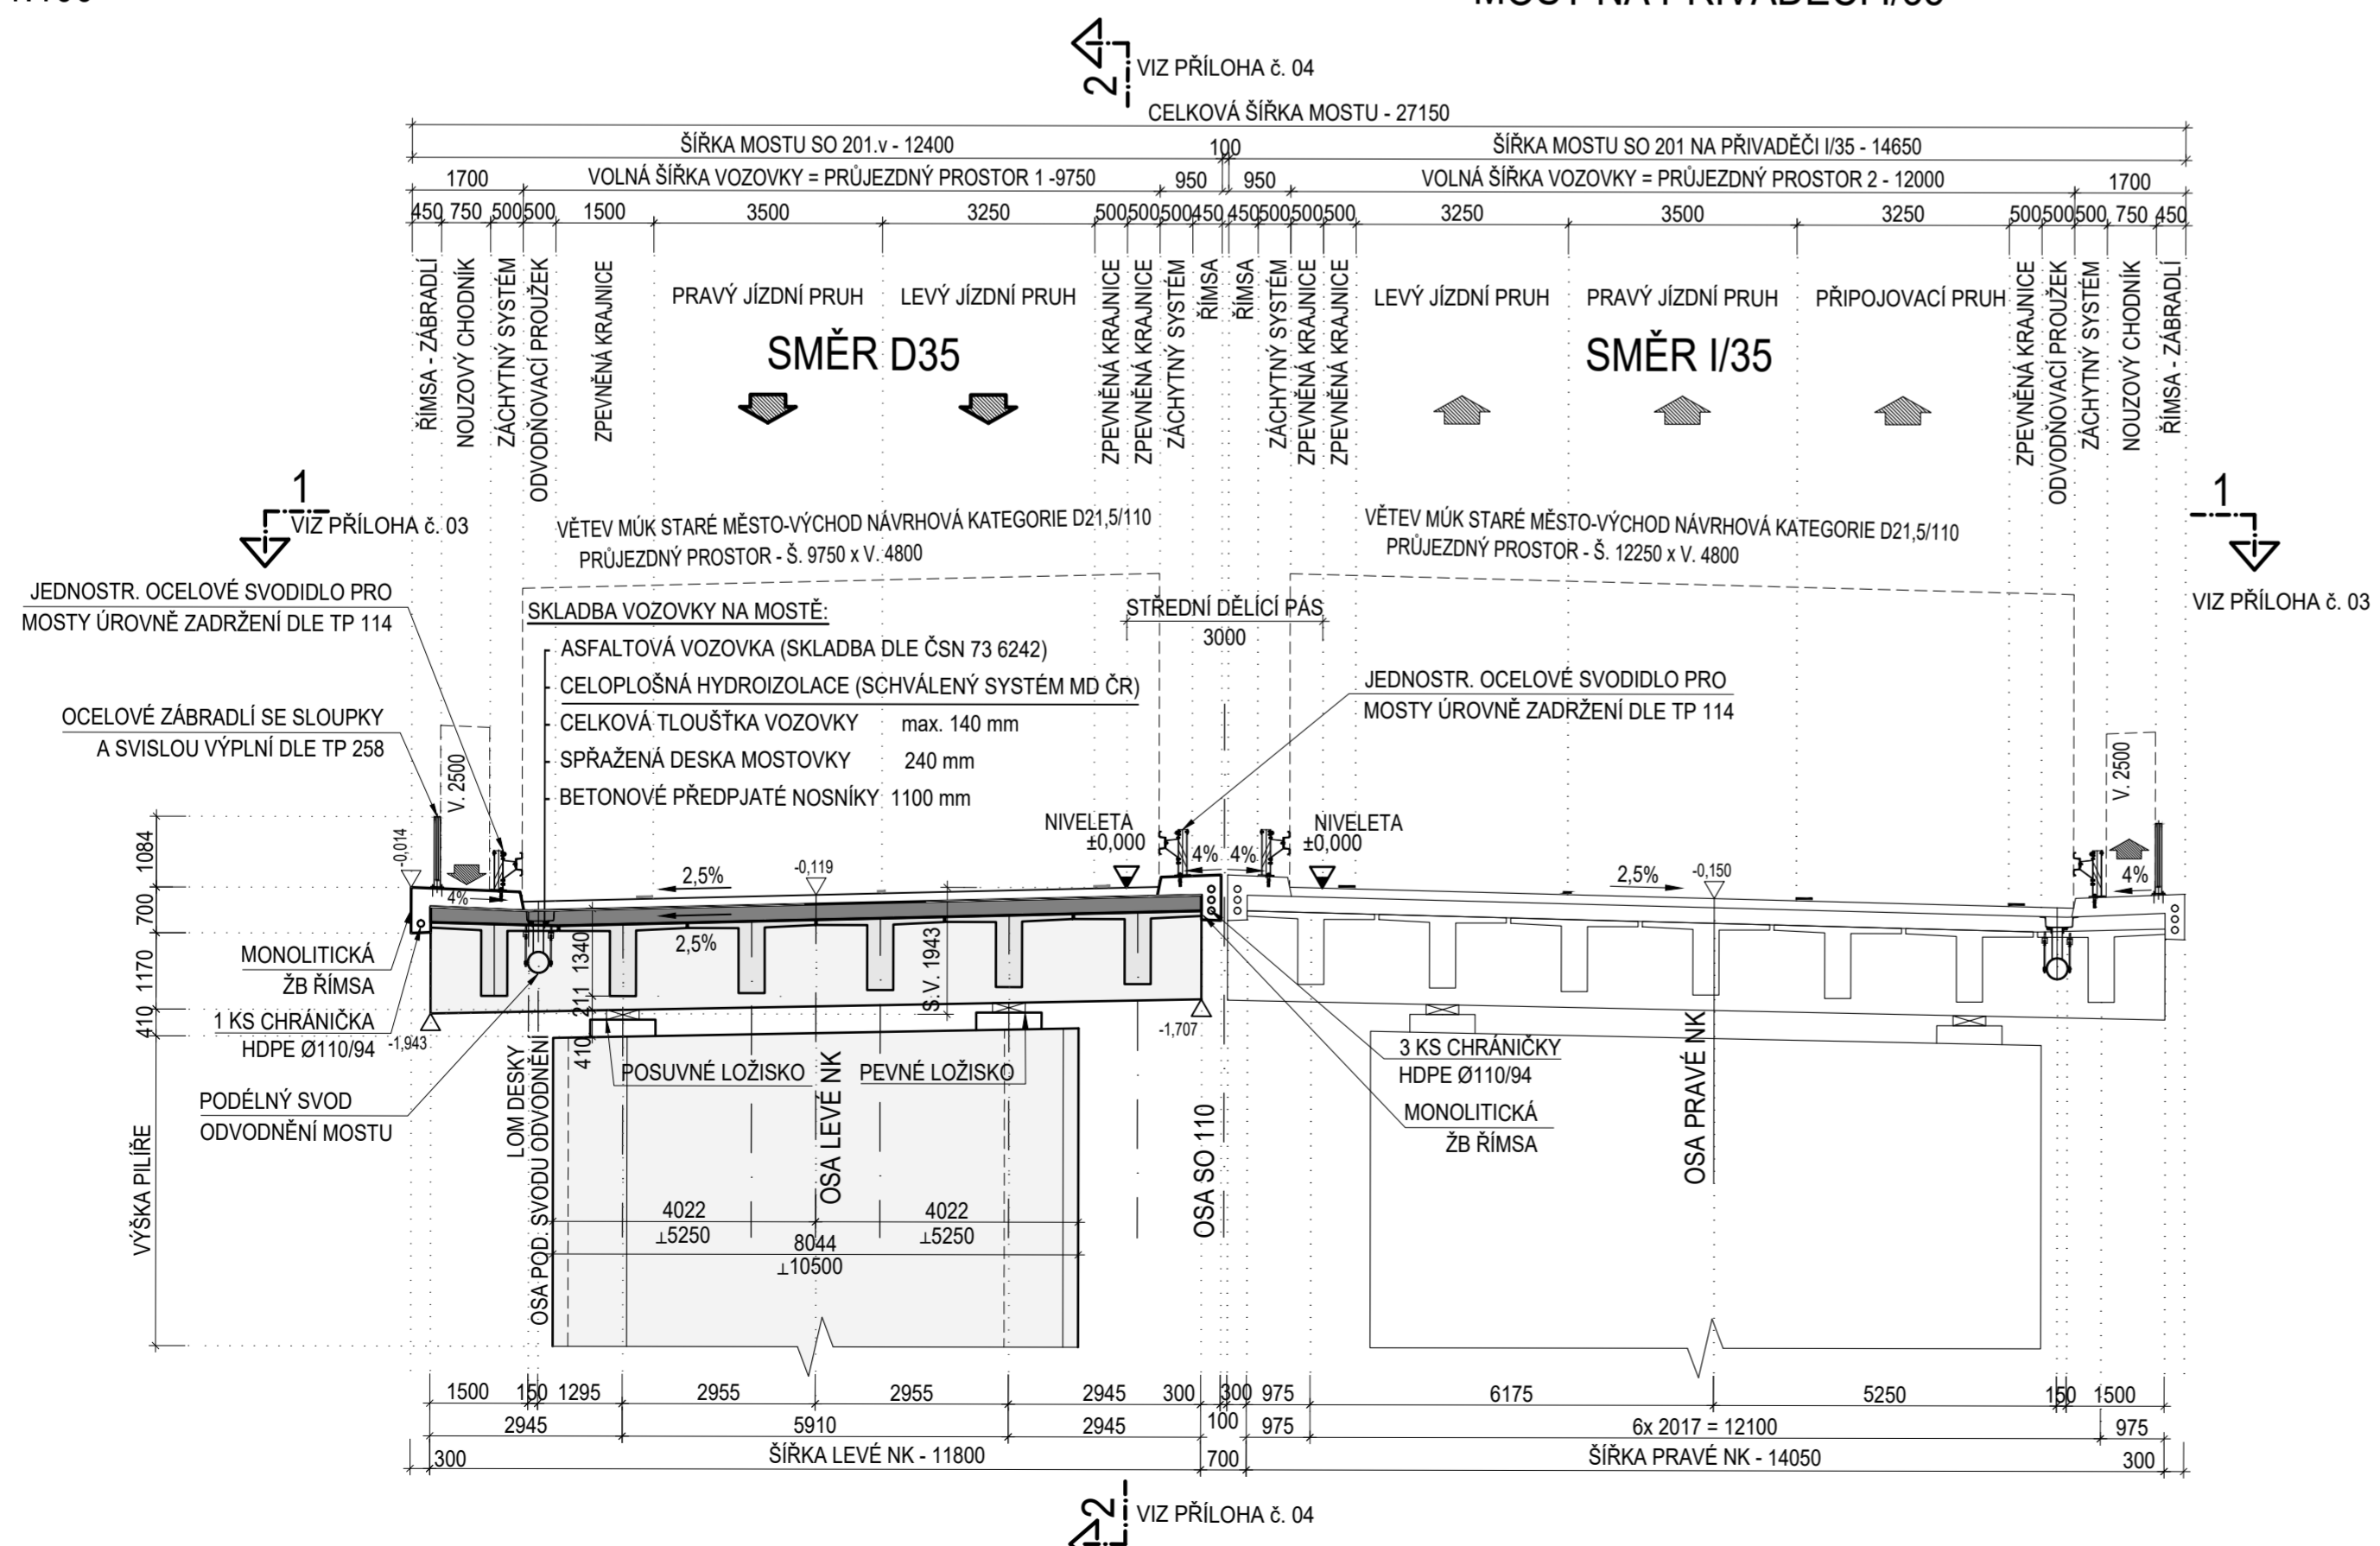 2
VIZ PŘÍLOHA č. 04
CELKOVÁ ŠÍŘKA MOSTU - 27150
ŠÍŘKA MOSTU SO 201.v - 12400
100
ŠÍŘKA MOSTU SO 201 NA PŘIVADĚČI I/35 - 14650
1700
VOLNÁ ŠÍŘKA VOZOVKY = PRŮJEZDNÝ PROSTOR 1 -9750
950
950
VOLNÁ ŠÍŘKA VOZOVKY = PRŮJEZDNÝ PROSTOR 2 - 12000
1700
450 750 500 500 1500 3500 3250 500 500 500 450 450 500 500 500 3250 3500 3250 500 500 500 750 450
ŘÍMSA - ZÁBRADLÍ
NOUZOVÝ CHODNÍK
ZÁCHYTNÝ SYSTÉM
ODVODŇOVACÍ PROUŽEK
ZPEVNĚNÁ KRAJNICE
PRAVÝ JÍZDNÍ PRUH
LEVÝ JÍZDNÍ PRUH
SMĚR D35
ZPEVNĚNÁ KRAJNICE
ZPEVNĚNÁ KRAJNICE
ZÁCHYTNÝ SYSTÉM
ŘÍMSA
ŘÍMSA
ZÁCHYTNÝ SYSTÉM
ZPEVNĚNÁ KRAJNICE
ZPEVNĚNÁ KRAJNICE
LEVÝ JÍZDNÍ PRUH
PRAVÝ JÍZDNÍ PRUH
PŘIPOJOVACÍ PRUH
SMĚR I/35
ZPEVNĚNÁ KRAJNICE
ODVODŇOVACÍ PROUŽEK
ZÁCHYTNÝ SYSTÉM
NOUZOVÝ CHODNÍK
ŘÍMSA - ZÁBRADLÍ
1
VIZ PŘÍLOHA č. 03
1
VIZ PŘÍLOHA č. 03
VĚTEV MÚK STARÉ MĚSTO-VÝCHOD NÁVRHOVÁ KATEGORIE D21,5/110
PRŮJEZDNÝ PROSTOR - Š. 9750 x V. 4800
VĚTEV MÚK STARÉ MĚSTO-VÝCHOD NÁVRHOVÁ KATEGORIE D21,5/110
PRŮJEZDNÝ PROSTOR - Š. 12250 x V. 4800
JEDNOSTR. OCELOVÉ SVODIDLO PRO
MOSTY ÚROVNĚ ZADRŽENÍ DLE TP 114
SKLADBA VOZOVKY NA MOSTĚ:
ASFALTOVÁ VOZOVKA (SKLADBA DLE ČSN 73 6242)
CELOPLOŠNÁ HYDROIZOLACE (SCHVÁLENÝ SYSTÉM MD ČR)
CELKOVÁ TLOUŠŤKA VOZOVKY max. 140 mm
SPŘAŽENÁ DESKA MOSTOVKY 240 mm
BETONOVÉ PŘEDPJATÉ NOSNÍKY 1100 mm
STŘEDNÍ DĚLÍCÍ PÁS
3000
JEDNOSTR. OCELOVÉ SVODIDLO PRO
MOSTY ÚROVNĚ ZADRŽENÍ DLE TP 114
OCELOVÉ ZÁBRADLÍ SE SLOUPKY
A SVISLOU VÝPLNÍ DLE TP 258
V. 2500
V. 2500
NIVELETA
±0,000
NIVELETA
±0,000
1084
700
1170
410
VÝŠKA PILÍŘE
-0,014
4%
2,5%
-0,119
2,5%
4%
4%
2,5%
-0,150
4%
1340
21,1
410
S.V. 1943
MONOLITICKÁ
ŽB ŘÍMSA
1 KS CHRÁNIČKA
HDPE Ø110/94
-1,943
-1,707
PODÉLNÝ SVOD
ODVODNĚNÍ MOSTU
LOM DESKY
OSA POD. SVODU ODVODNĚNÍ
POSUVNÉ LOŽISKO
PEVNÉ LOŽISKO
OSA LEVÉ NK
OSA SO 110
OSA PRAVÉ NK
3 KS CHRÁNIČKY
HDPE Ø110/94
MONOLITICKÁ
ŽB ŘÍMSA
4022
⊥5250
4022
⊥5250
8044
⊥10500
1500 150 1295 2955 2955 2945 300 300 975 6175 5250 150 1500
2945 5910 2945 100 975 6x 2017 = 12100 975
300 ŠÍŘKA LEVÉ NK - 11800 700 ŠÍŘKA PRAVÉ NK - 14050 300
2
VIZ PŘÍLOHA č. 04